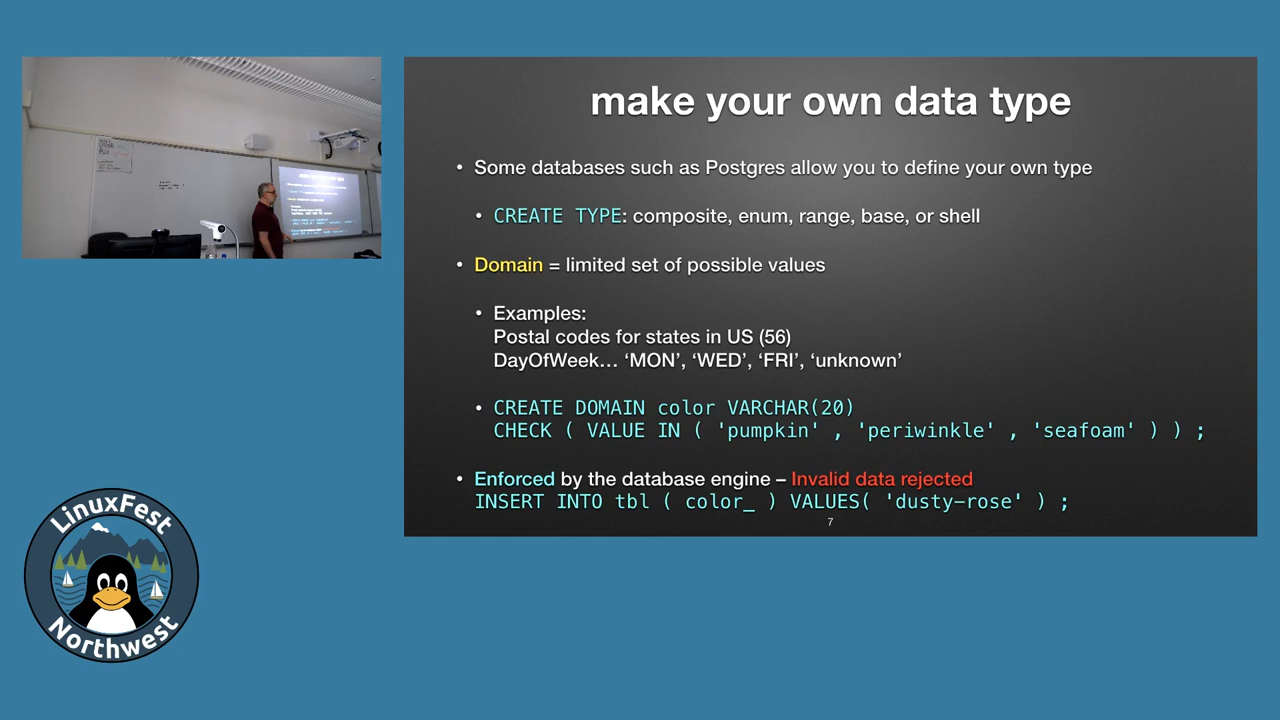 make your own data type
• Some databases such as Postgres allow you to define your own type
• CREATE TYPE: composite, enum, range, base, or shell
• Domain = limited set of possible values
• Examples:
Postal codes for states in US (56)
DayOfWeek… ‘MON’, ‘WED’, ‘FRI’, ‘unknown’
• CREATE DOMAIN color VARCHAR(20)
CHECK ( VALUE IN ( 'pumpkin' , 'periwinkle' , 'seafoam' ) ) ;
• Enforced by the database engine – Invalid data rejected
INSERT INTO tbl ( color_ ) VALUES( 'dusty-rose' ) ;
7
LinuxFest
Northwest